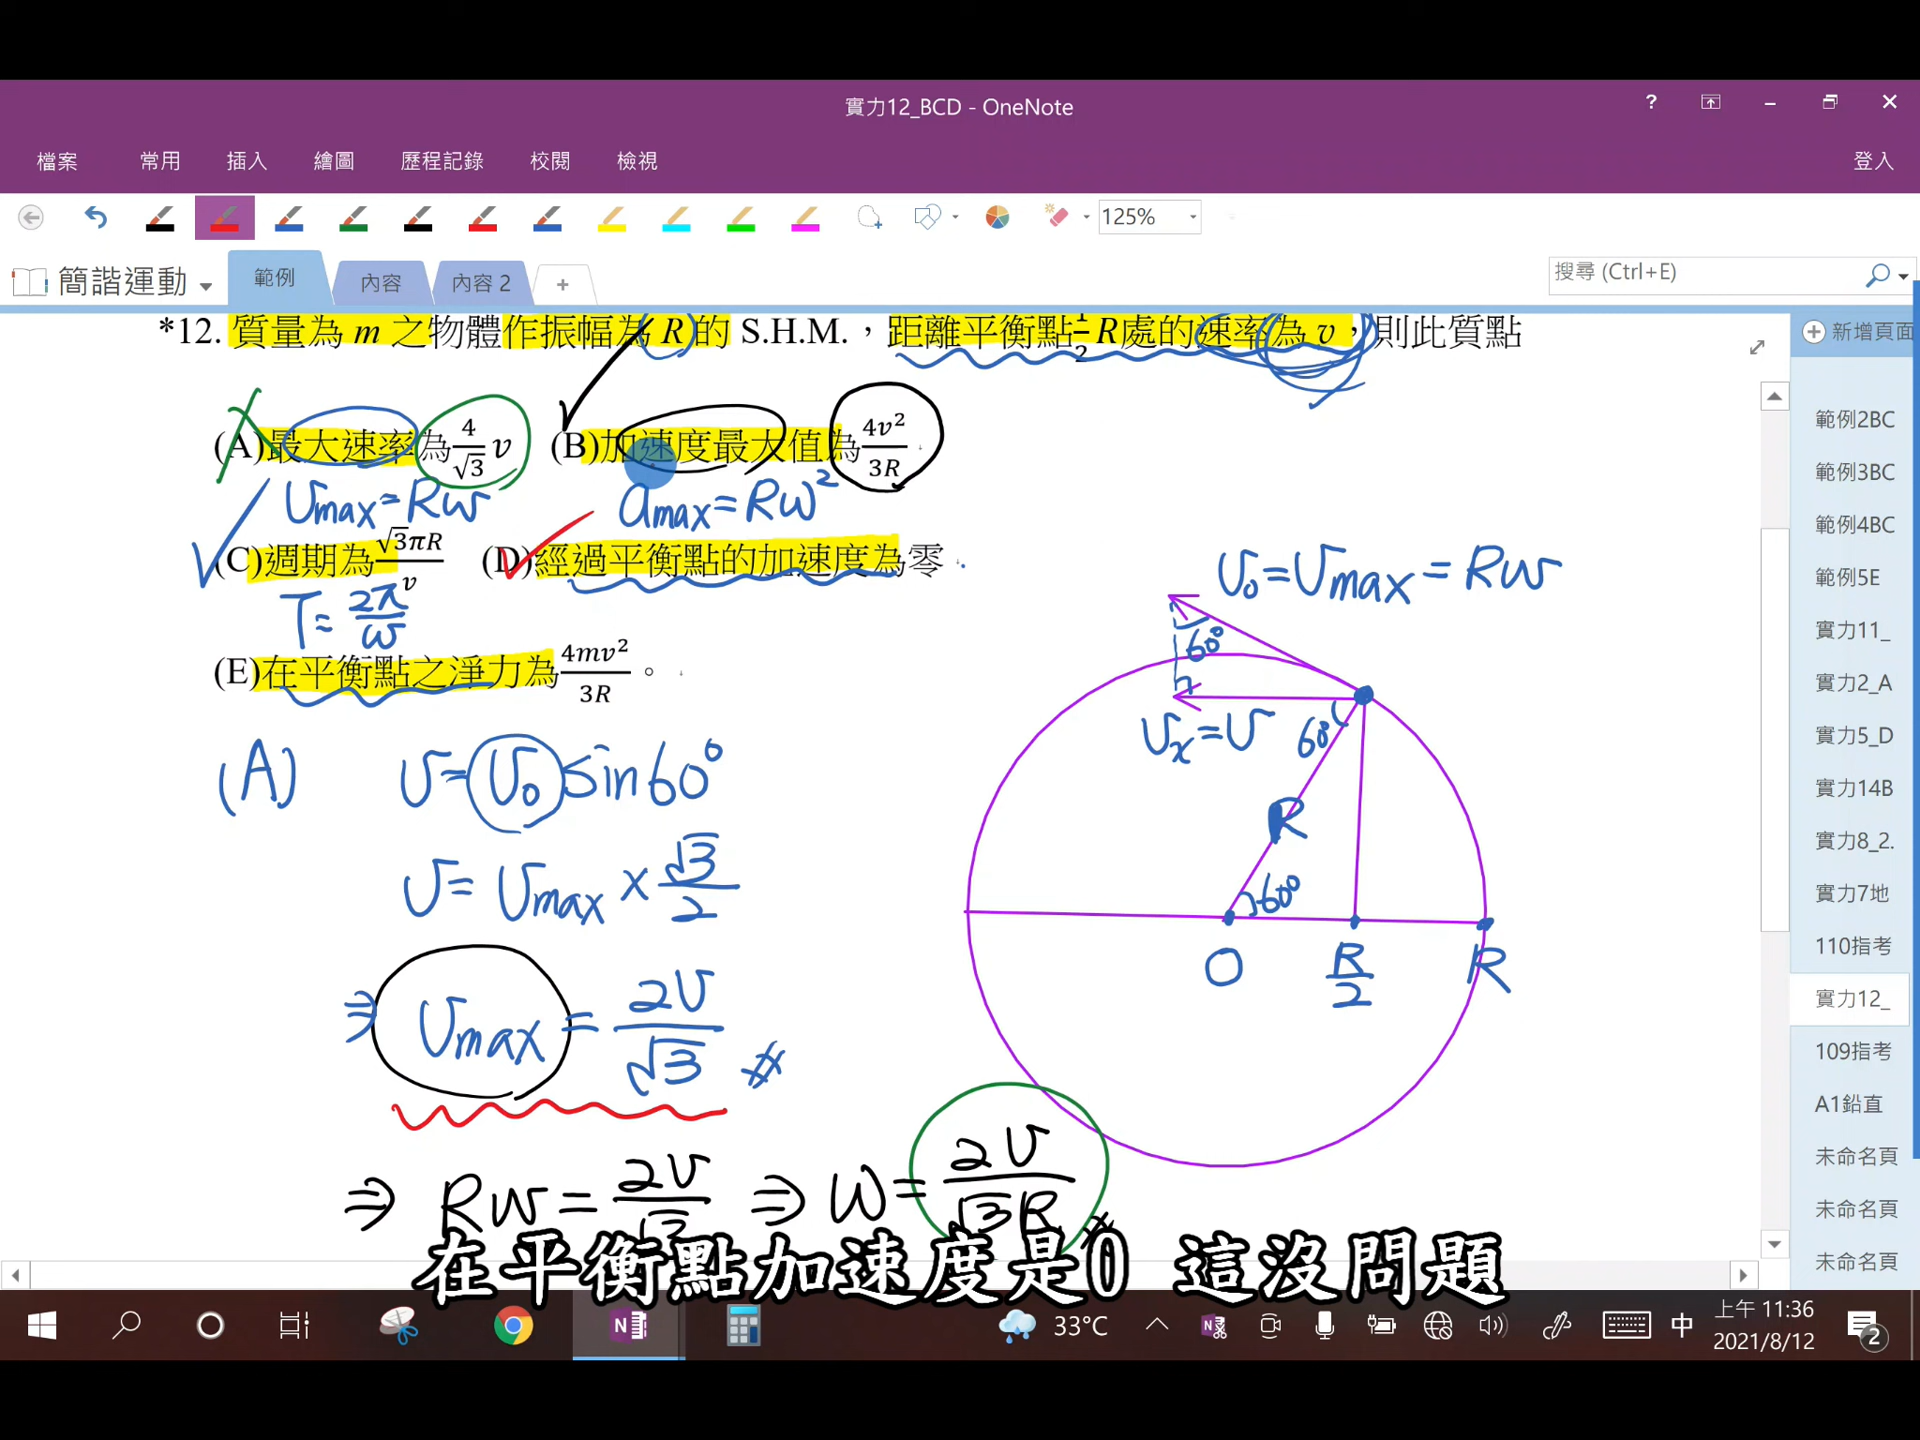 實力12_BCD - OneNote
檔案 常用 插入 繪圖 歷程記錄 校閱 檢視 登入
125%
簡諧運動 範例 內容 內容 2 搜尋 (Ctrl+E)
*12. 質量為 m 之物體作振幅為 R 的 S.H.M.，距離平衡點 1/2 R處的速率為 v，則此質點
(A)最大速率為 4/√3 v (B)加速度最大值為 4v²/3R
Vmax=Rω amax=Rω²
(C)週期為 √3πR/v (D)經過平衡點的加速度為零
T=2π/ω
(E)在平衡點之淨力為 4mv²/3R。
V₀=Vmax=Rω
60°
Vx=V 60°
R
60°
O R/2 R
(A) V=V₀sin60°
V=Vmax×√3/2
⇒ Vmax=2V/√3 #
⇒ Rω=2V/√3 ⇒ ω=2V/√3R
在平衡點加速度是0 這沒問題
新增頁面
範例2BC
範例3BC
範例4BC
範例5E
實力11_
實力2_A
實力5_D
實力14B
實力8_2.
實力7地
110指考
實力12_
109指考
A1鉛直
未命名頁
未命名頁
未命名頁
33°C 中 上午 11:36
2021/8/12
2